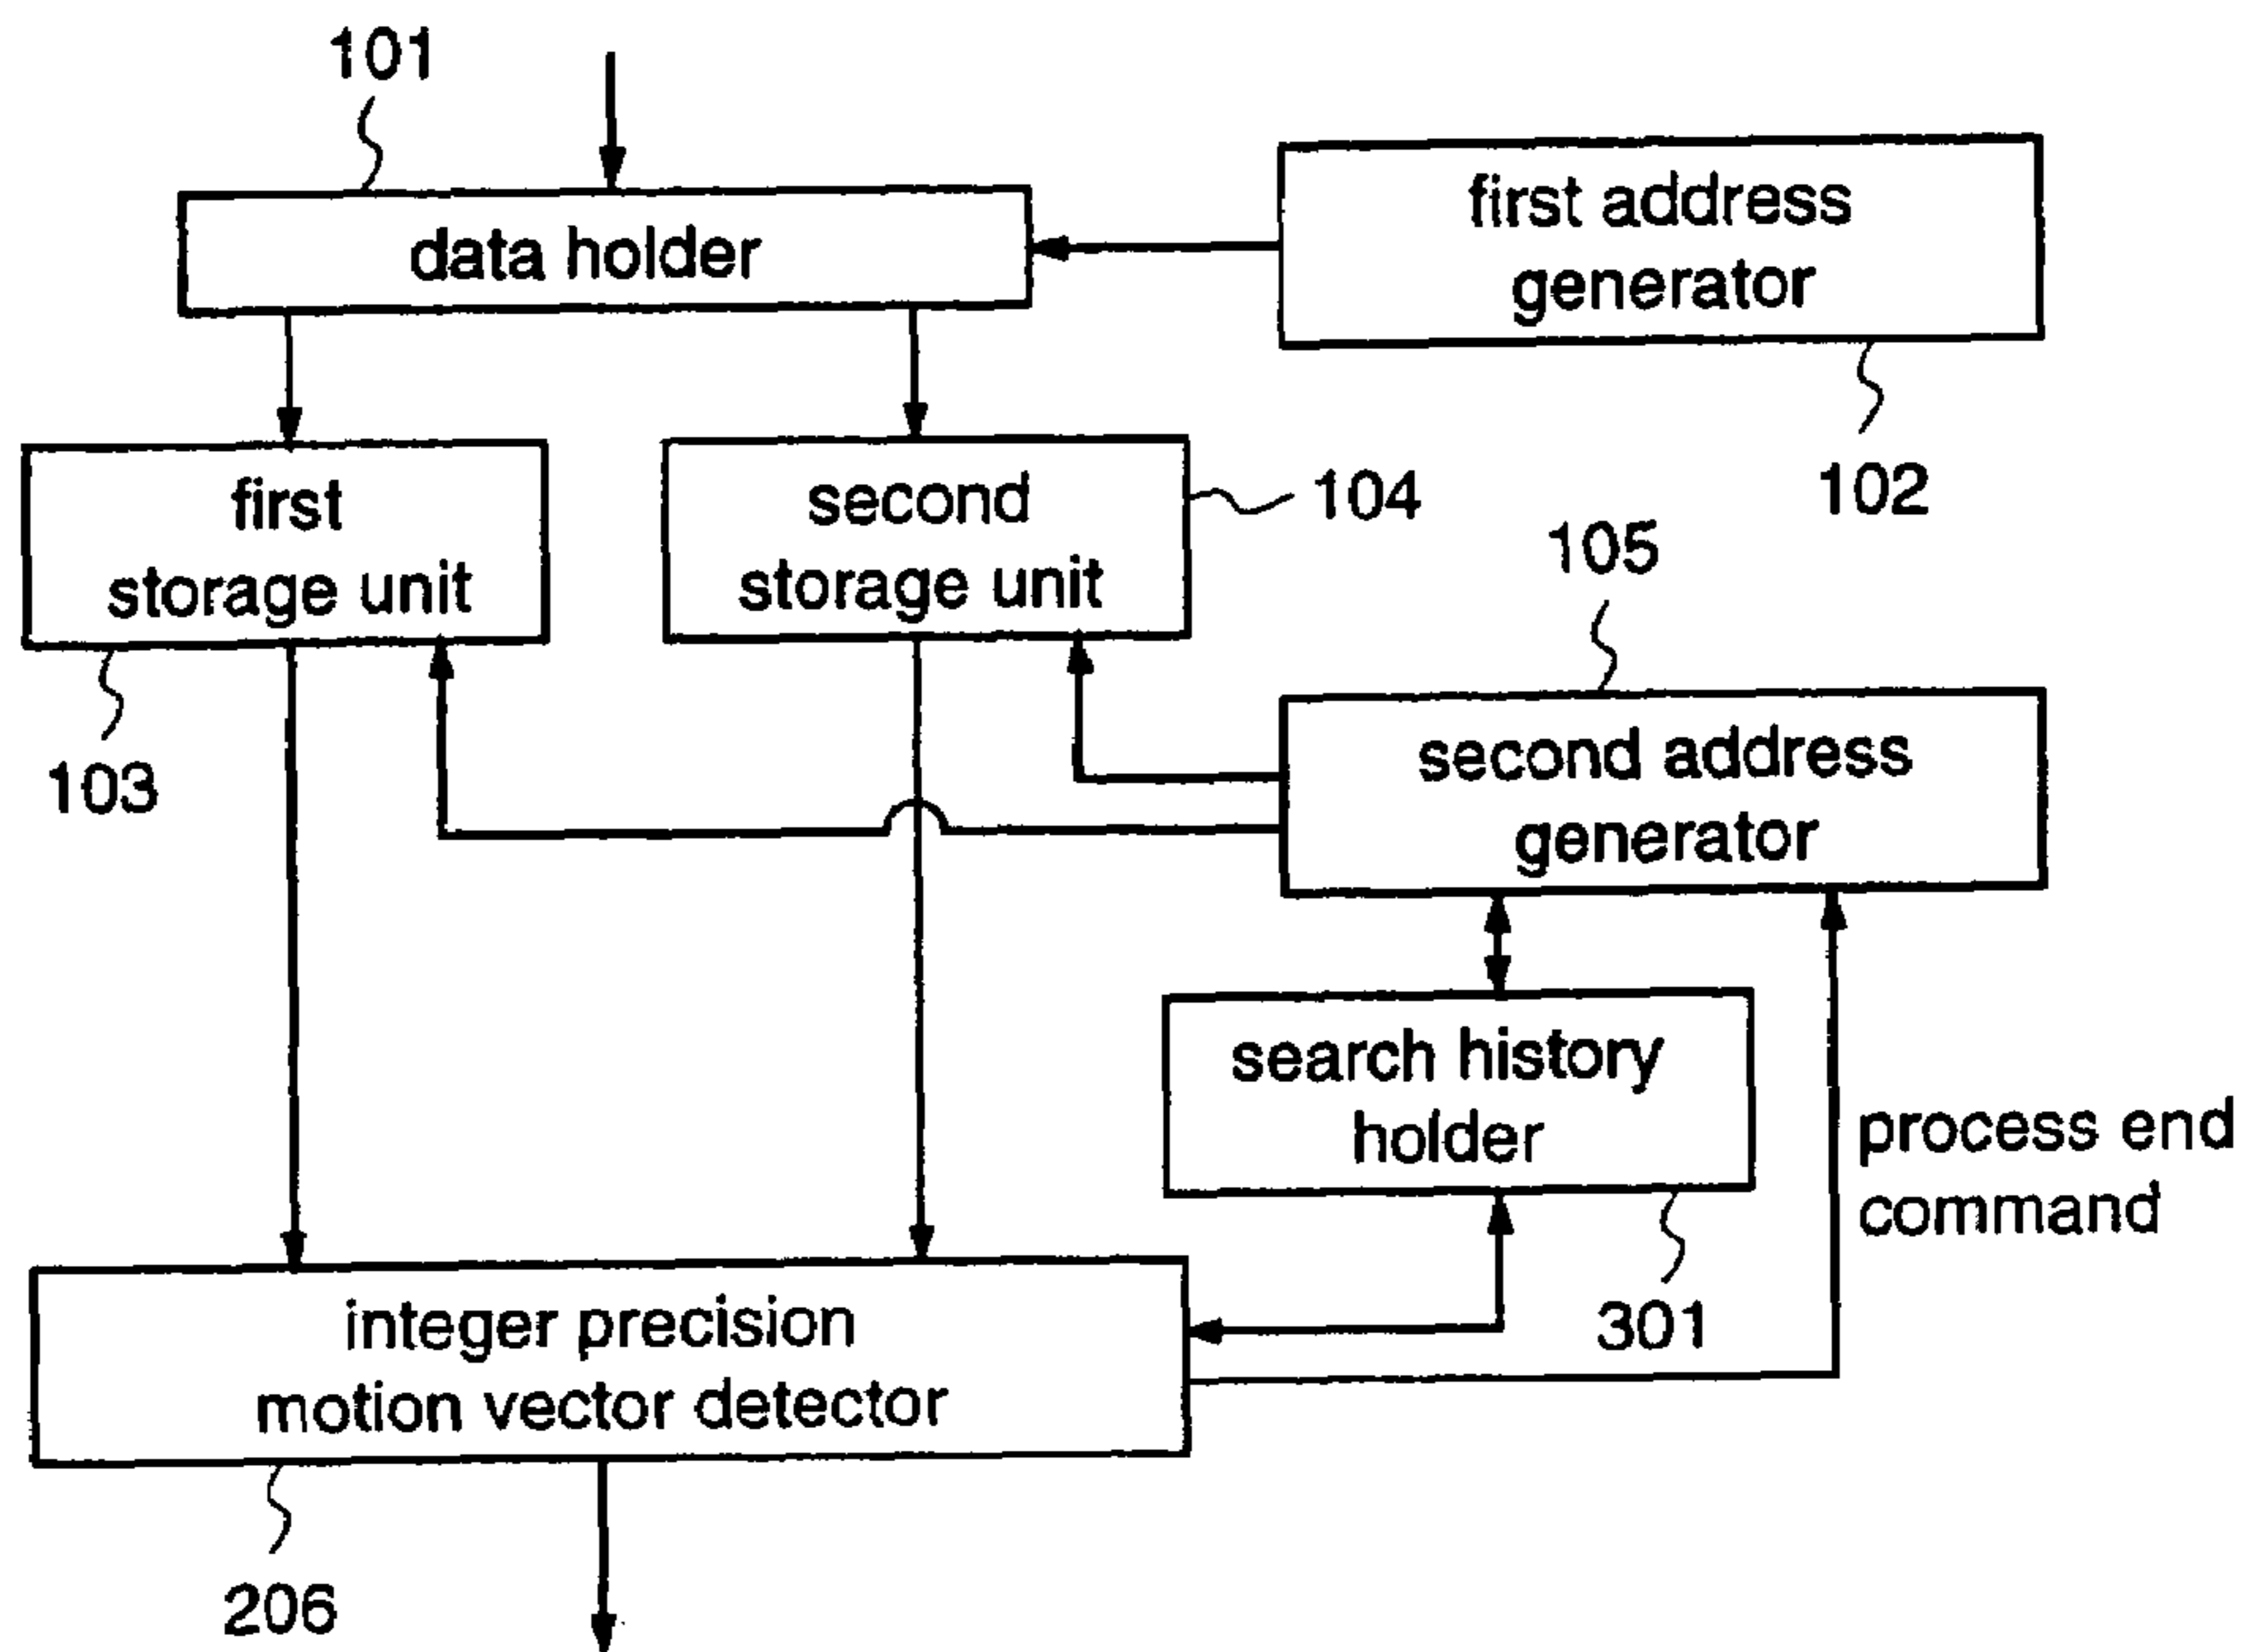 101
data holder
first address
generator
102
first
storage unit
103
second
storage unit
104
105
second address
generator
search history
holder
301
process end
command
integer precision
motion vector detector
206